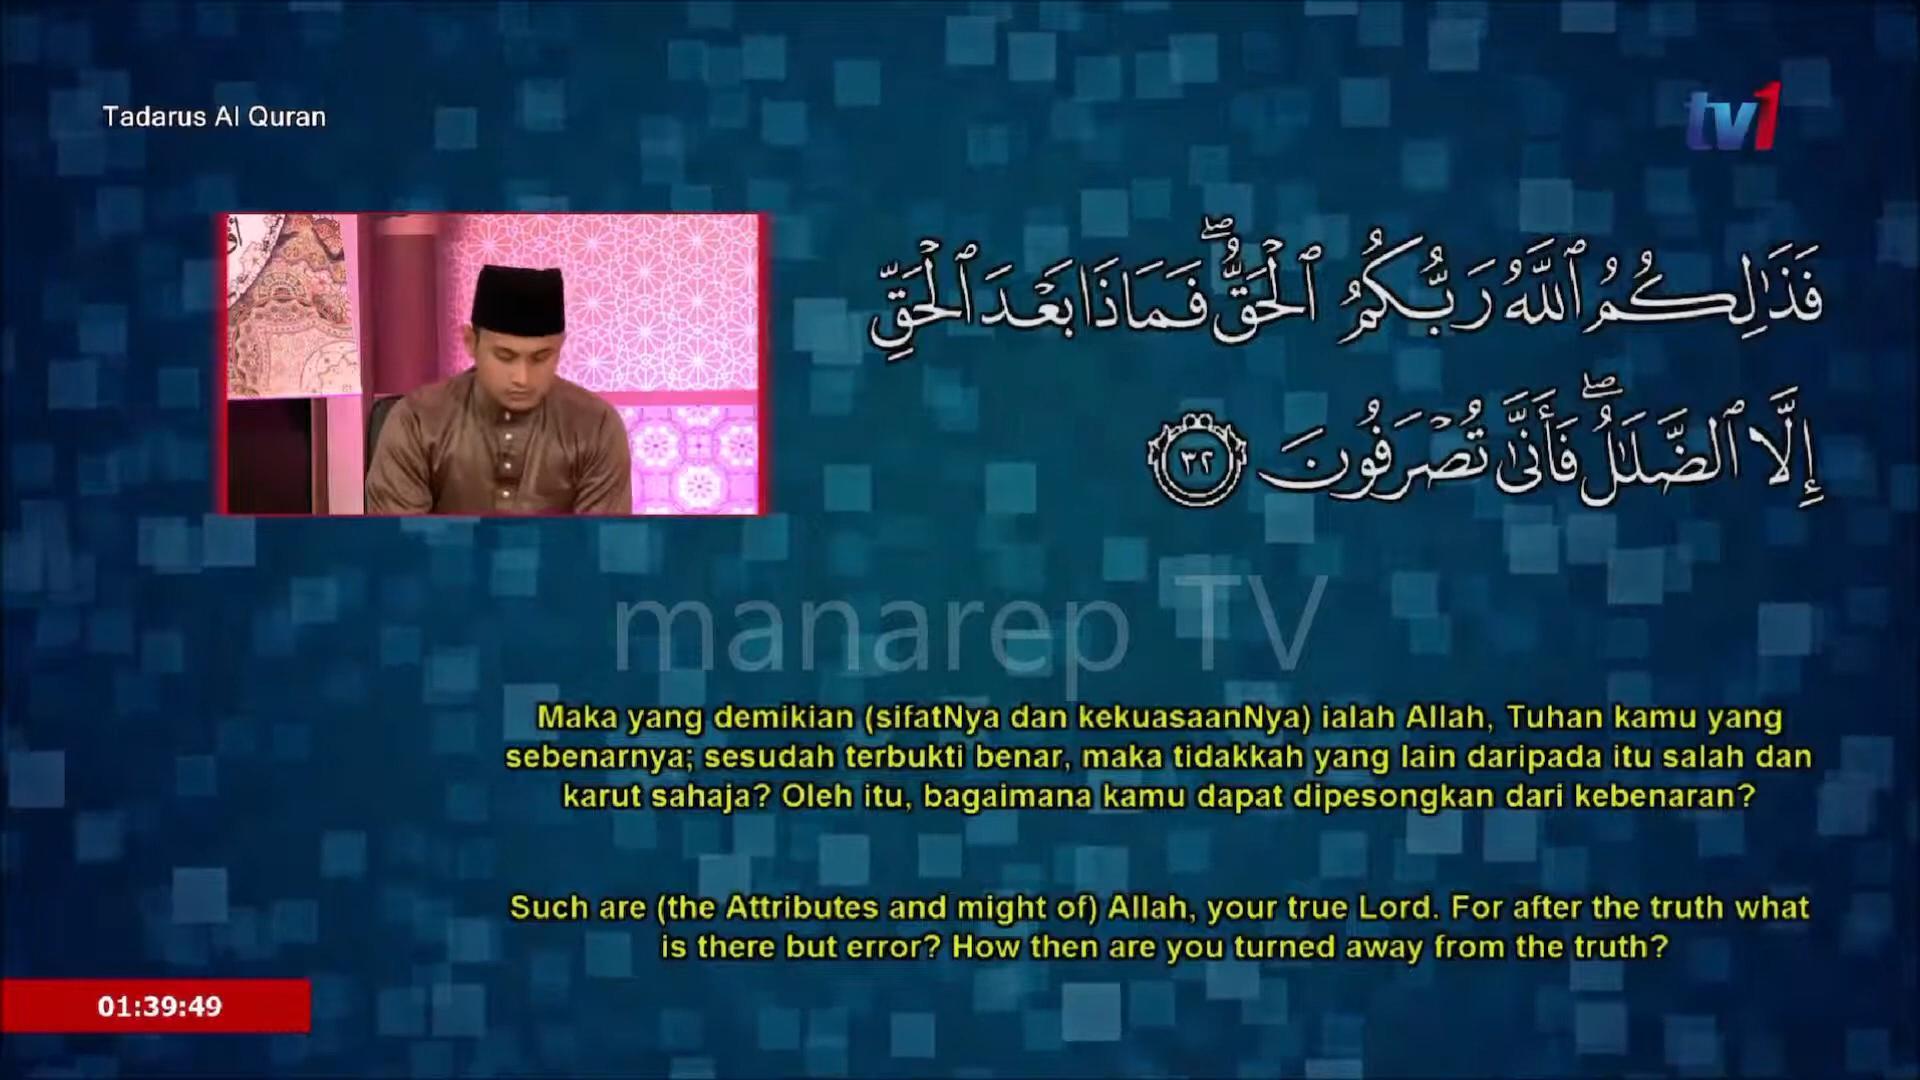 Tadarus Al Quran
tv1
فَذَٰلِكُمُ ٱللَّهُ رَبُّكُمُ ٱلْحَقُّ ۖ فَمَاذَا بَعْدَ ٱلْحَقِّ
إِلَّا ٱلضَّلَٰلُ ۖ فَأَنَّىٰ تُصْرَفُونَ ٣٢
manarep TV
Maka yang demikian (sifatNya dan kekuasaanNya) ialah Allah, Tuhan kamu yang
sebenarnya; sesudah terbukti benar, maka tidakkah yang lain daripada itu salah dan
karut sahaja? Oleh itu, bagaimana kamu dapat dipesongkan dari kebenaran?
Such are (the Attributes and might of) Allah, your true Lord. For after the truth what
is there but error? How then are you turned away from the truth?
01:39:49